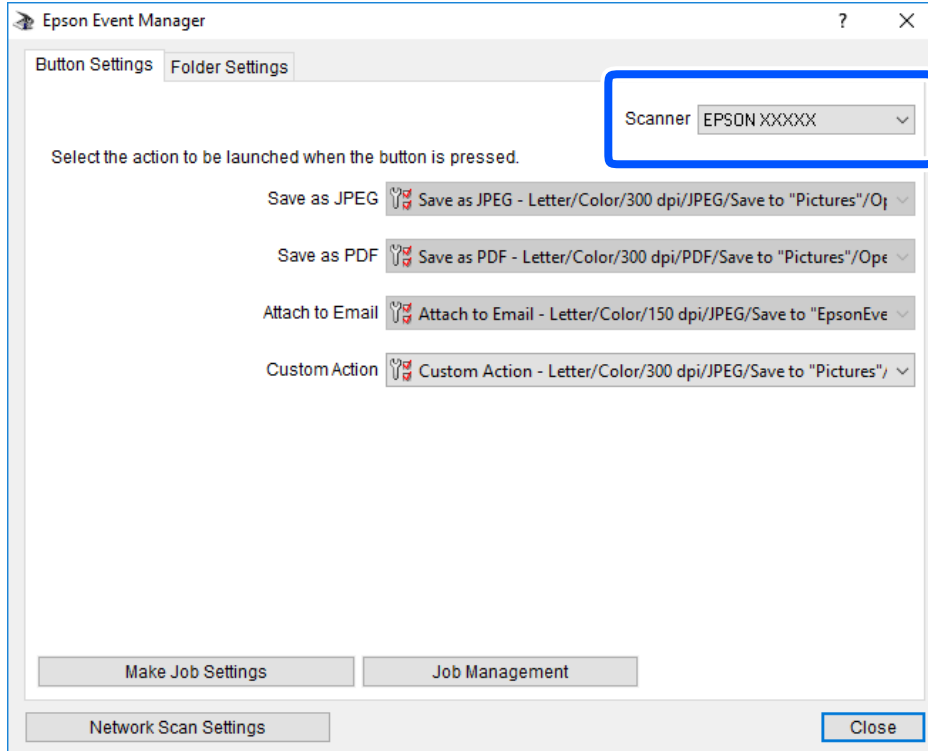 Epson Event Manager
Button Settings
Folder Settings
Scanner EPSON XXXXX
Select the action to be launched when the button is pressed.
Save as JPEG Save as JPEG - Letter/Color/300 dpi/JPEG/Save to "Pictures"/Op
Save as PDF Save as PDF - Letter/Color/300 dpi/PDF/Save to "Pictures"/Ope
Attach to Email Attach to Email - Letter/Color/150 dpi/JPEG/Save to "EpsonEve
Custom Action Custom Action - Letter/Color/300 dpi/JPEG/Save to "Pictures"/
Make Job Settings
Job Management
Network Scan Settings
Close